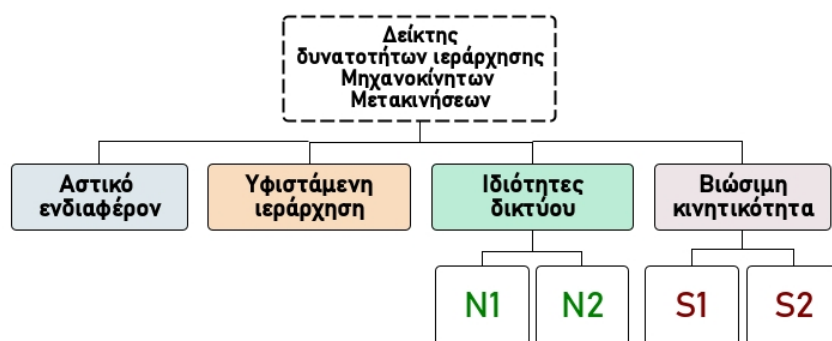 Δείκτης
δυνατοτήτων ιεράρχησης
Μηχανοκίνητων
Μετακινήσεων
Αστικό
ενδιαφέρον
Υφιστάμενη
ιεράρχηση
Ιδιότητες
δικτύου
Βιώσιμη
κινητικότητα
N1
N2
S1
S2